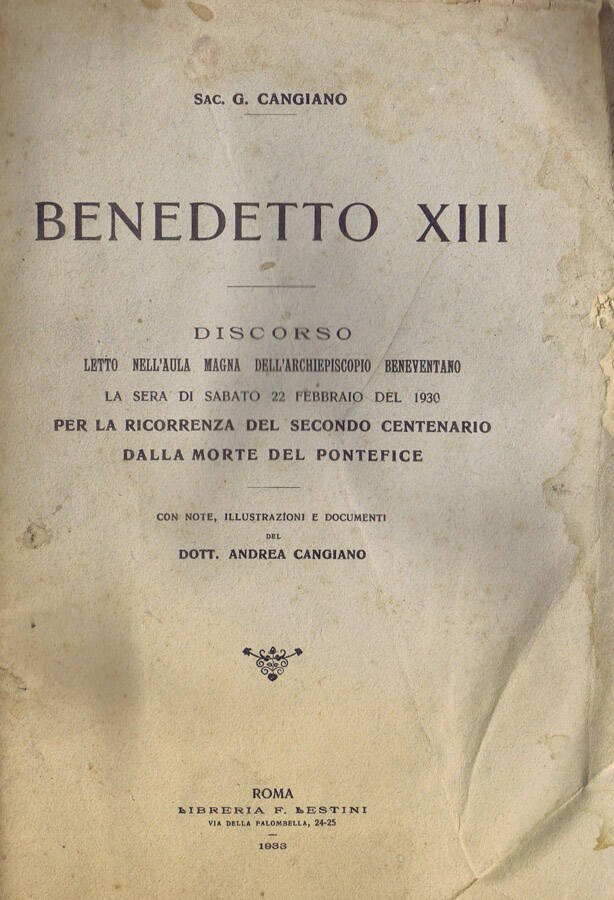 SAC. G. CANGIANO
BENEDETTO XIII
DISCORSO
LETTO NELL'AULA MAGNA DELL'ARCHIEPISCOPIO BENEVENTANO
LA SERA DI SABATO 22 FEBBRAIO DEL 1930
PER LA RICORRENZA DEL SECONDO CENTENARIO
DALLA MORTE DEL PONTEFICE
CON NOTE, ILLUSTRAZIONI E DOCUMENTI
DEL
DOTT. ANDREA CANGIANO
ROMA
LIBRERIA F. LESTINI
VIA DELLA PALOMBELLA, 24-25
1933